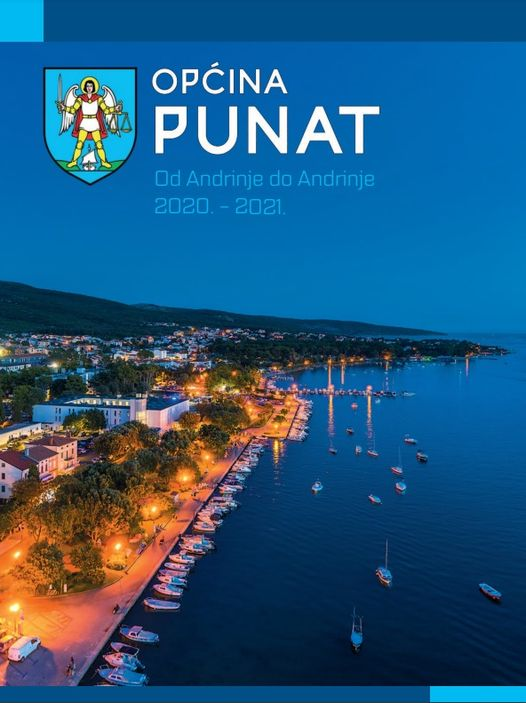 OPĆINA
PUNAT
Od Andrinje do Andrinje
2020. - 2021.